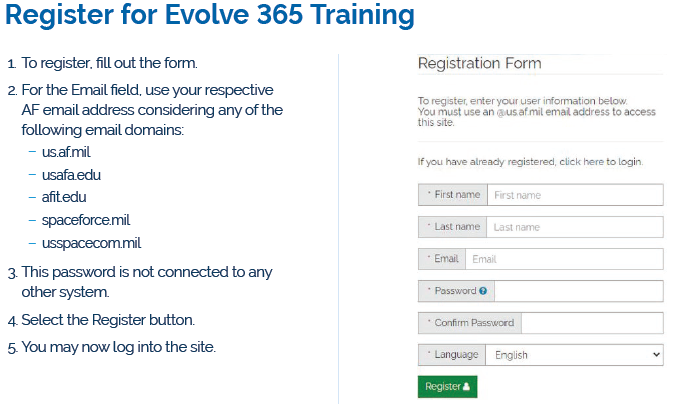 Register for Evolve 365 Training
1. To register, fill out the form.
2. For the Email field, use your respective
AF email address considering any of the
following email domains:
– us.af.mil
– usafa.edu
– afit.edu
– spaceforce.mil
– usspacecom.mil
3. This password is not connected to any
other system.
4. Select the Register button.
5. You may now log into the site.
Registration Form
To register, enter your user information below.
You must use an @us.af.mil email address to access
this site.
If you have already registered, click here to login.
* First name First name
* Last name Last name
* Email Email
* Password ?
* Confirm Password
* Language English
Register